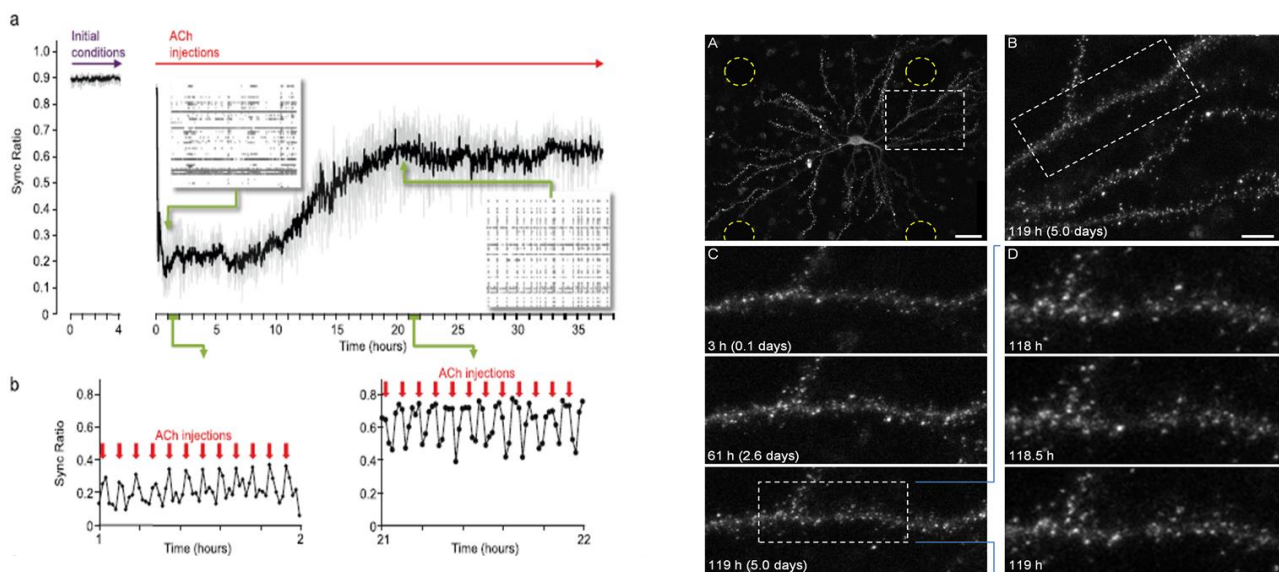 a
Initial
conditions
ACh
injections
Sync Ratio
1.0
0.9
0.8
0.7
0.6
0.5
0.4
0.3
0.2
0.1
0
0 4
0 5 10 15 20 25 30 35
Time (hours)
b
Sync Ratio
0.8
0.6
0.4
0.2
0
ACh injections
1 2
Time (hours)
ACh injections
0.8
0.6
0.4
0.2
0
21 22
Time (hours)
A
B
119 h (5.0 days)
C
3 h (0.1 days)
61 h (2.6 days)
119 h (5.0 days)
D
118 h
118.5 h
119 h